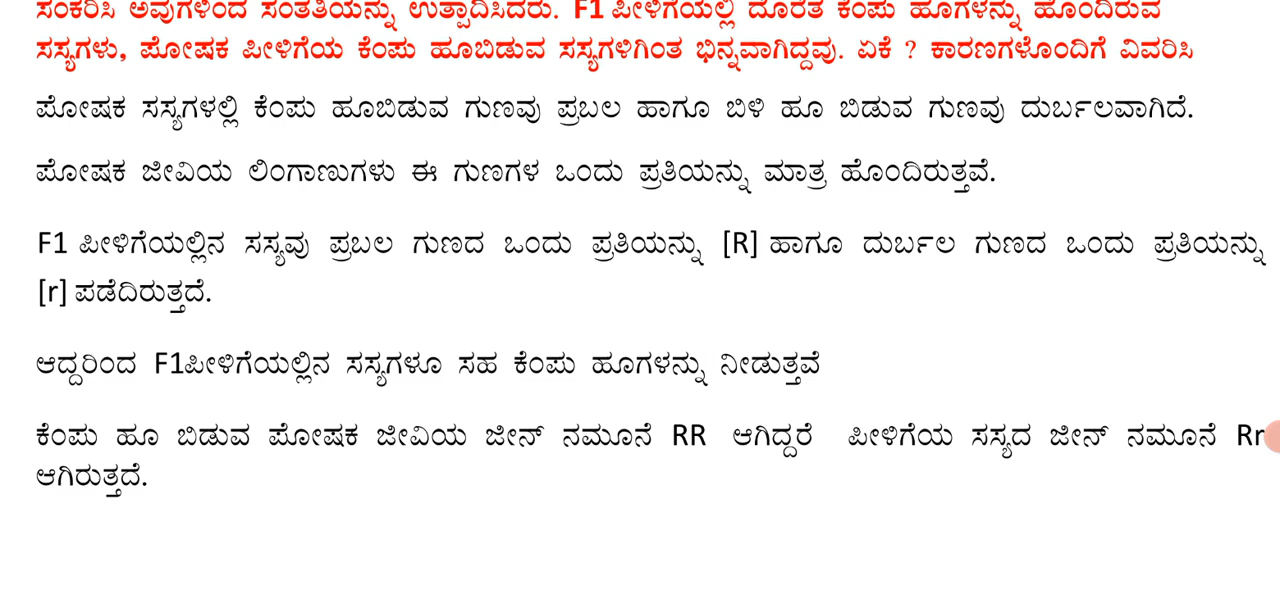 ಸಂಕರಿಸಿ ಅವುಗಳಿಂದ ಸಂತತಿಯನ್ನು ಉತ್ಪಾದಿಸಿದರು. F1 ಪೀಳಿಗೆಯಲ್ಲಿ ದೊರೆತ ಕೆಂಪು ಹೂಗಳನ್ನು ಹೊಂದಿರುವ
ಸಸ್ಯಗಳು, ಪೋಷಕ ಪೀಳಿಗೆಯ ಕೆಂಪು ಹೂಬಿಡುವ ಸಸ್ಯಗಳಿಗಿಂತ ಭಿನ್ನವಾಗಿದ್ದವು. ಏಕೆ ? ಕಾರಣಗಳೊಂದಿಗೆ ವಿವರಿಸಿ
ಪೋಷಕ ಸಸ್ಯಗಳಲ್ಲಿ ಕೆಂಪು ಹೂಬಿಡುವ ಗುಣವು ಪ್ರಬಲ ಹಾಗೂ ಬಿಳಿ ಹೂ ಬಿಡುವ ಗುಣವು ದುರ್ಬಲವಾಗಿದೆ.
ಪೋಷಕ ಜೀವಿಯ ಲಿಂಗಾಣುಗಳು ಈ ಗುಣಗಳ ಒಂದು ಪ್ರತಿಯನ್ನು ಮಾತ್ರ ಹೊಂದಿರುತ್ತವೆ.
F1 ಪೀಳಿಗೆಯಲ್ಲಿನ ಸಸ್ಯವು ಪ್ರಬಲ ಗುಣದ ಒಂದು ಪ್ರತಿಯನ್ನು [R] ಹಾಗೂ ದುರ್ಬಲ ಗುಣದ ಒಂದು ಪ್ರತಿಯನ್ನು
[r] ಪಡೆದಿರುತ್ತದೆ.
ಆದ್ದರಿಂದ F1ಪೀಳಿಗೆಯಲ್ಲಿನ ಸಸ್ಯಗಳೂ ಸಹ ಕೆಂಪು ಹೂಗಳನ್ನು ನೀಡುತ್ತವೆ
ಕೆಂಪು ಹೂ ಬಿಡುವ ಪೋಷಕ ಜೀವಿಯ ಜೀನ್ ನಮೂನೆ RR ಆಗಿದ್ದರೆ ಪೀಳಿಗೆಯ ಸಸ್ಯದ ಜೀನ್ ನಮೂನೆ Rr
ಆಗಿರುತ್ತದೆ.